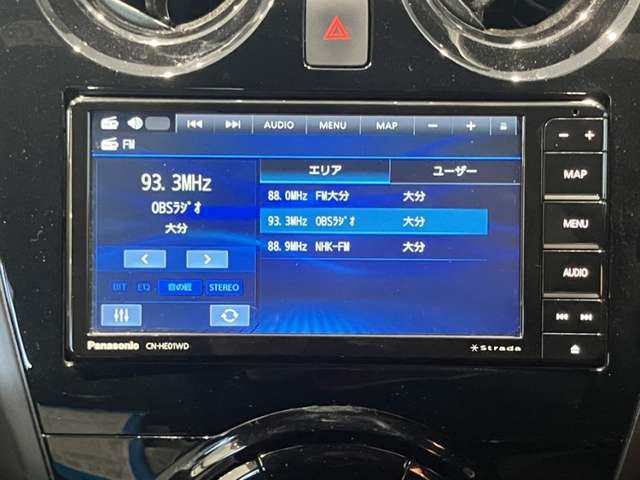 AUDIO MENU MAP − +
FM
93.3MHz
OBSラジオ
大分
BIT EQ 音の匠 STEREO
エリア ユーザー
88.0MHz FM大分 大分
93.3MHz OBSラジオ 大分
88.9MHz NHK-FM 大分
− +
MAP
MENU
AUDIO
Panasonic CN-HE01WD Strada